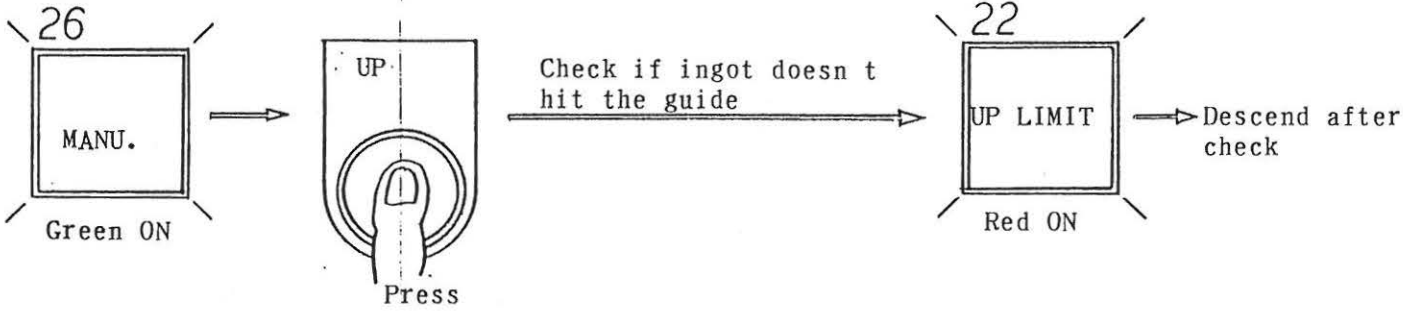 26
MANU.
Green ON
UP
Press
Check if ingot doesn t
hit the guide
22
UP LIMIT
Red ON
Descend after
check